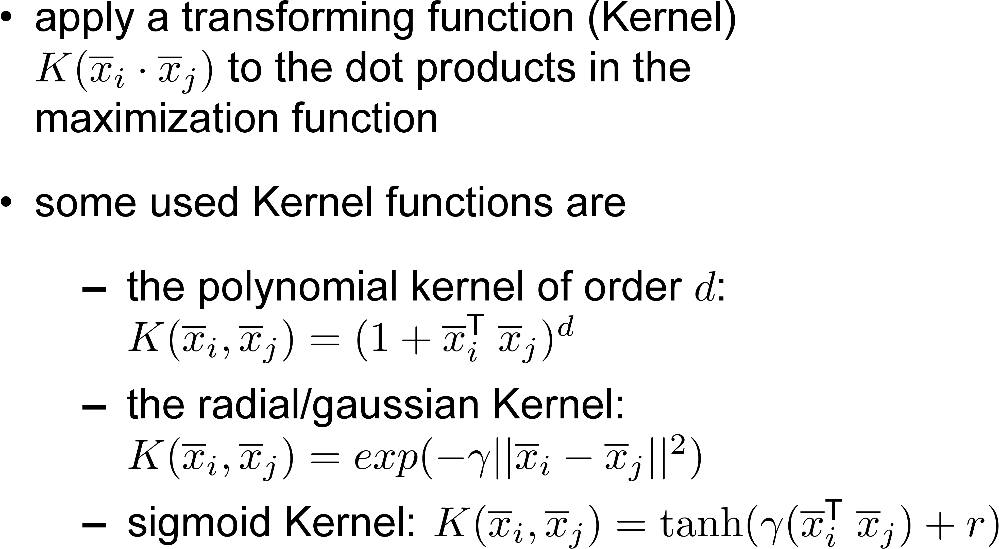 • apply a transforming function (Kernel)
$K(\overline{x}_i \cdot \overline{x}_j)$ to the dot products in the
maximization function
• some used Kernel functions are
– the polynomial kernel of order $d$:
$K(\overline{x}_i, \overline{x}_j) = (1 + \overline{x}_i^{\mathsf{T}} \, \overline{x}_j)^d$
– the radial/gaussian Kernel:
$K(\overline{x}_i, \overline{x}_j) = exp(-\gamma||\overline{x}_i - \overline{x}_j||^2)$
– sigmoid Kernel: $K(\overline{x}_i, \overline{x}_j) = \tanh(\gamma(\overline{x}_i^{\mathsf{T}} \, \overline{x}_j) + r)$